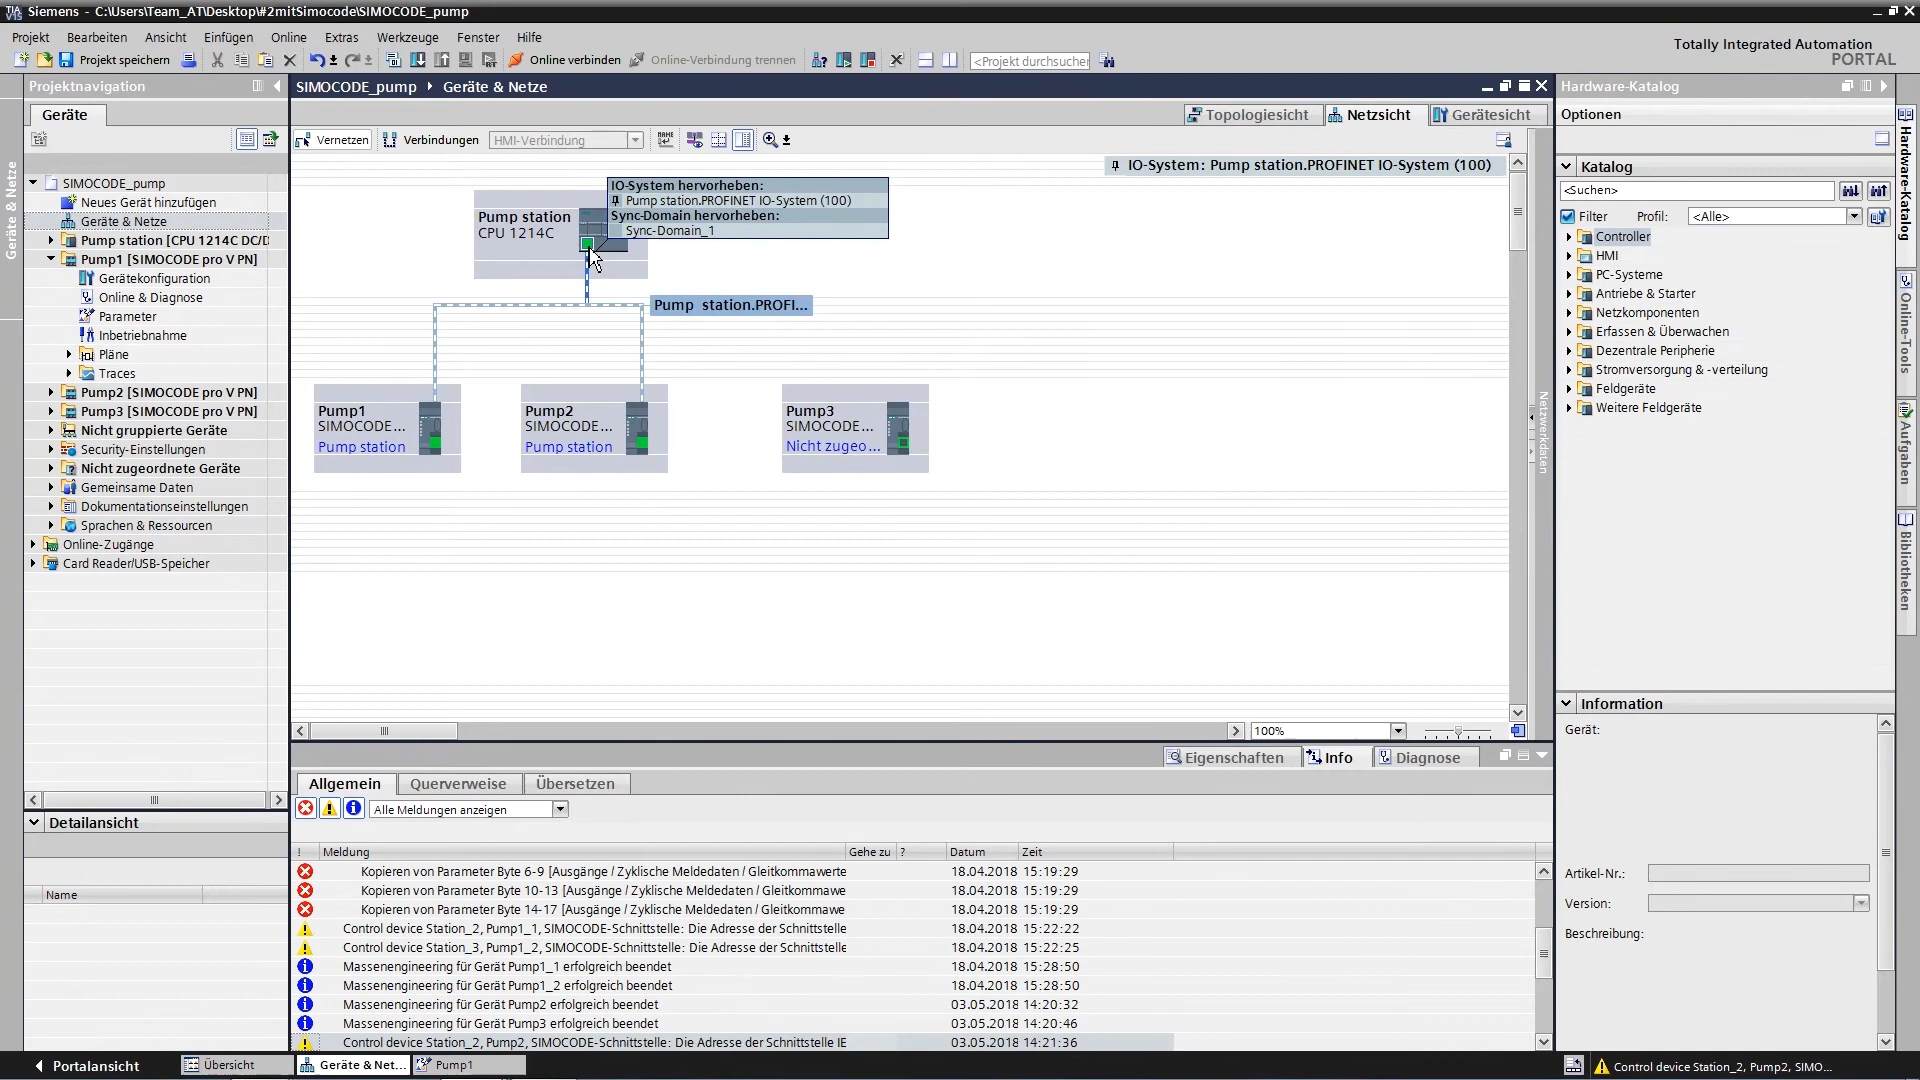 Siemens - C:\Users\Team_AT\Desktop\#2mitSimocode\SIMOCODE_pump
Projekt Bearbeiten Ansicht Einfügen Online Extras Werkzeuge Fenster Hilfe
Totally Integrated Automation
PORTAL
Projekt speichern Online verbinden Online-Verbindung trennen <Projekt durchsuchen
Projektnavigation
SIMOCODE_pump Geräte & Netze
Hardware-Katalog
Geräte
Topologiesicht Netzsicht Gerätesicht
Optionen
Vernetzen Verbindungen HMI-Verbindung
Geräte & Netze
SIMOCODE_pump
Neues Gerät hinzufügen
Geräte & Netze
Pump station [CPU 1214C DC/D
Pump1 [SIMOCODE pro V PN]
Gerätekonfiguration
Online & Diagnose
Parameter
Inbetriebnahme
Pläne
Traces
Pump2 [SIMOCODE pro V PN]
Pump3 [SIMOCODE pro V PN]
Nicht gruppierte Geräte
Security-Einstellungen
Nicht zugeordnete Geräte
Gemeinsame Daten
Dokumentationseinstellungen
Sprachen & Ressourcen
Online-Zugänge
Card Reader/USB-Speicher
Detailansicht
Name
IO-System: Pump station.PROFINET IO-System (100)
IO-System hervorheben:
Pump station.PROFINET IO-System (100)
Sync-Domain hervorheben:
Sync-Domain_1
Pump station
CPU 1214C
Pump station.PROFI...
Pump1
SIMOCODE...
Pump station
Pump2
SIMOCODE...
Pump station
Pump3
SIMOCODE...
Nicht zugeo...
Netzwerkdaten
100%
Eigenschaften Info Diagnose
Allgemein Querverweise Übersetzen
Alle Meldungen anzeigen
! Meldung Gehe zu ? Datum Zeit
Kopieren von Parameter Byte 6-9 [Ausgänge / Zyklische Meldedaten / Gleitkommawerte 18.04.2018 15:19:29
Kopieren von Parameter Byte 10-13 [Ausgänge / Zyklische Meldedaten / Gleitkommawe 18.04.2018 15:19:29
Kopieren von Parameter Byte 14-17 [Ausgänge / Zyklische Meldedaten / Gleitkommawe 18.04.2018 15:19:29
Control device Station_2, Pump1_1, SIMOCODE-Schnittstelle: Die Adresse der Schnittstelle 18.04.2018 15:22:22
Control device Station_3, Pump1_2, SIMOCODE-Schnittstelle: Die Adresse der Schnittstelle 18.04.2018 15:22:25
Massenengineering für Gerät Pump1_1 erfolgreich beendet 18.04.2018 15:28:50
Massenengineering für Gerät Pump1_2 erfolgreich beendet 18.04.2018 15:28:50
Massenengineering für Gerät Pump2 erfolgreich beendet 03.05.2018 14:20:32
Massenengineering für Gerät Pump3 erfolgreich beendet 03.05.2018 14:20:46
Control device Station_2, Pump2, SIMOCODE-Schnittstelle: Die Adresse der Schnittstelle IE 03.05.2018 14:21:36
Katalog
<Suchen>
Filter Profil: <Alle>
Controller
HMI
PC-Systeme
Antriebe & Starter
Netzkomponenten
Erfassen & Überwachen
Dezentrale Peripherie
Stromversorgung & -verteilung
Feldgeräte
Weitere Feldgeräte
Information
Gerät:
Artikel-Nr.:
Version:
Beschreibung:
Hardware-Katalog
Online-Tools
Aufgaben
Bibliotheken
Portalansicht Übersicht Geräte & Net... Pump1 Control device Station_2, Pump2, SIMO...